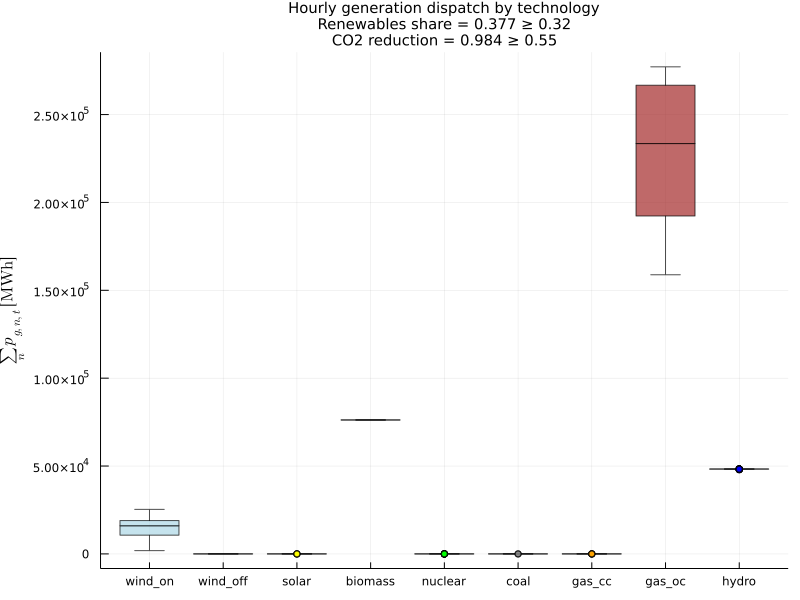 Hourly generation dispatch by technology
Renewables share = 0.377 ≥ 0.32
CO2 reduction = 0.984 ≥ 0.55
∑ₙ p_{g, n, t} [MWh]
2.50×10⁵
2.00×10⁵
1.50×10⁵
1.00×10⁵
5.00×10⁴
0
wind_on wind_off solar biomass nuclear coal gas_cc gas_oc hydro